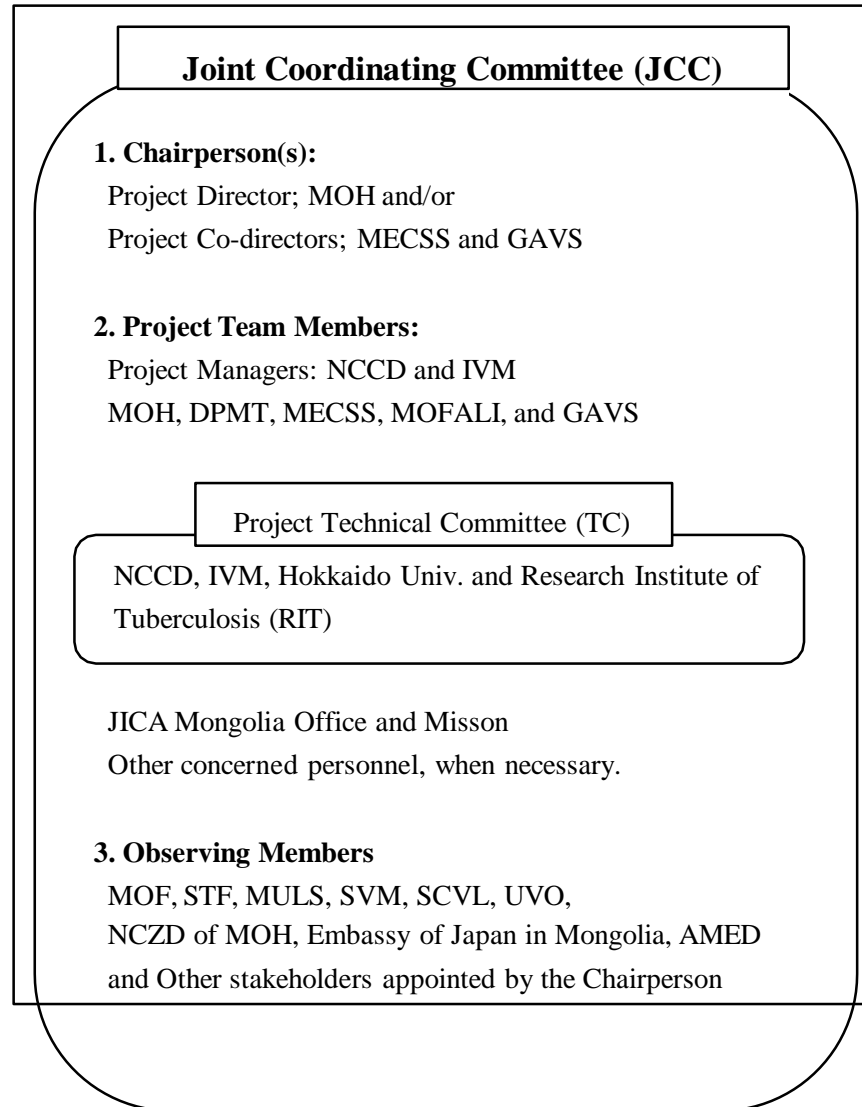 Joint Coordinating Committee (JCC)
1. Chairperson(s):
Project Director; MOH and/or
Project Co-directors; MECSS and GAVS
2. Project Team Members:
Project Managers: NCCD and IVM
MOH, DPMT, MECSS, MOFALI, and GAVS
Project Technical Committee (TC)
NCCD, IVM, Hokkaido Univ. and Research Institute of
Tuberculosis (RIT)
JICA Mongolia Office and Misson
Other concerned personnel, when necessary.
3. Observing Members
MOF, STF, MULS, SVM, SCVL, UVO,
NCZD of MOH, Embassy of Japan in Mongolia, AMED
and Other stakeholders appointed by the Chairperson